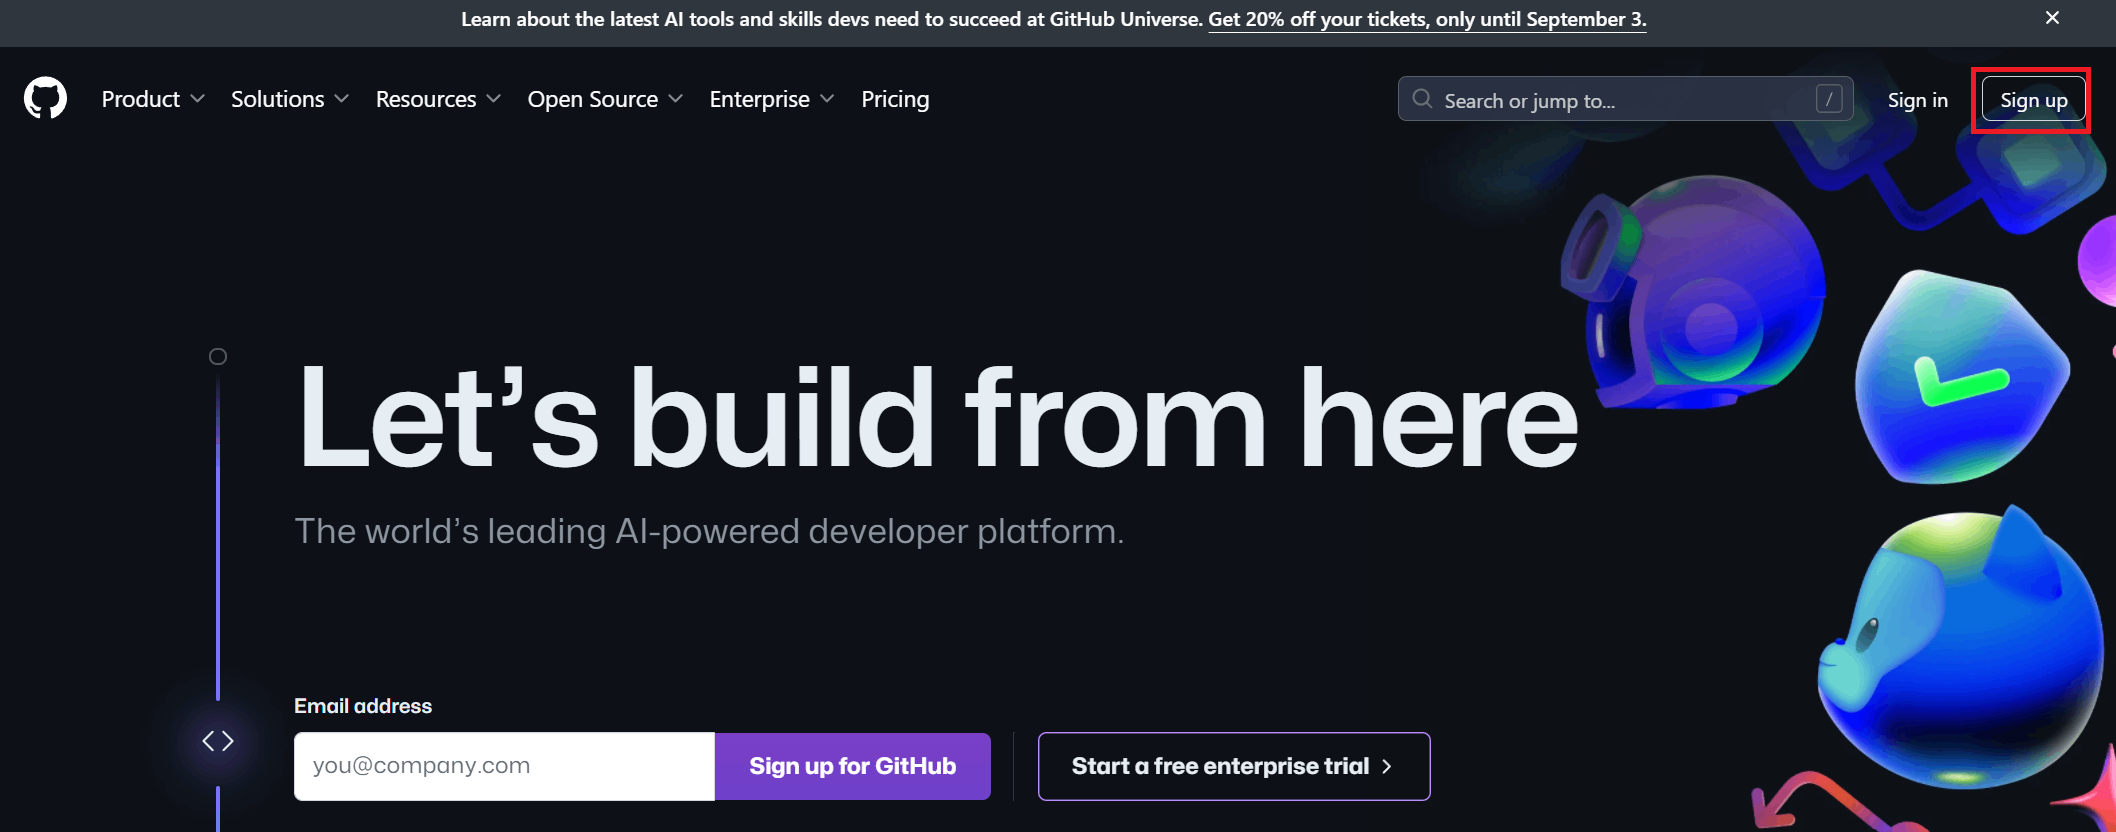 Learn about the latest AI tools and skills devs need to succeed at GitHub Universe. Get 20% off your tickets, only until September 3.
Product Solutions Resources Open Source Enterprise Pricing Search or jump to... / Sign in Sign up
Let’s build from here
The world’s leading AI-powered developer platform.
Email address
you@company.com Sign up for GitHub Start a free enterprise trial